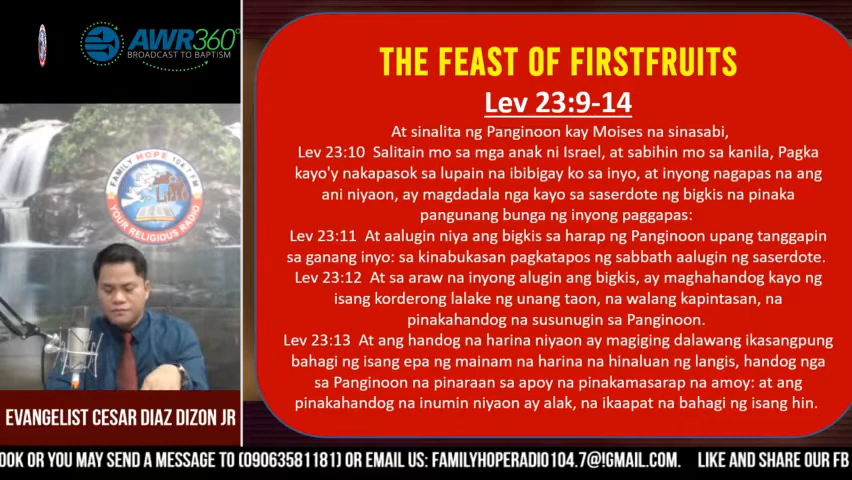 AWR360°
BROADCAST TO BAPTISM
FAMILY HOPE 104.7 FM
YOUR RELIGIOUS RADIO
EVANGELIST CESAR DIAZ DIZON JR
THE FEAST OF FIRSTFRUITS
Lev 23:9-14
At sinalita ng Panginoon kay Moises na sinasabi,
Lev 23:10 Salitain mo sa mga anak ni Israel, at sabihin mo sa kanila, Pagka
kayo'y nakapasok sa lupain na ibibigay ko sa inyo, at inyong nagapas na ang
ani niyaon, ay magdadala nga kayo sa saserdote ng bigkis na pinaka
pangunang bunga ng inyong paggapas:
Lev 23:11 At aalugin niya ang bigkis sa harap ng Panginoon upang tanggapin
sa ganang inyo: sa kinabukasan pagkatapos ng sabbath aalugin ng saserdote.
Lev 23:12 At sa araw na inyong alugin ang bigkis, ay maghahandog kayo ng
isang korderong lalake ng unang taon, na walang kapintasan, na
pinakahandog na susunugin sa Panginoon.
Lev 23:13 At ang handog na harina niyaon ay magiging dalawang ikasangpung
bahagi ng isang epa ng mainam na harina na hinaluan ng langis, handog nga
sa Panginoon na pinaraan sa apoy na pinakamasarap na amoy: at ang
pinakahandog na inumin niyaon ay alak, na ikaapat na bahagi ng isang hin.
OOK OR YOU MAY SEND A MESSAGE TO (09063581181) OR EMAIL US: FAMILYHOPERADIO104.7@!GMAIL.COM. LIKE AND SHARE OUR FB